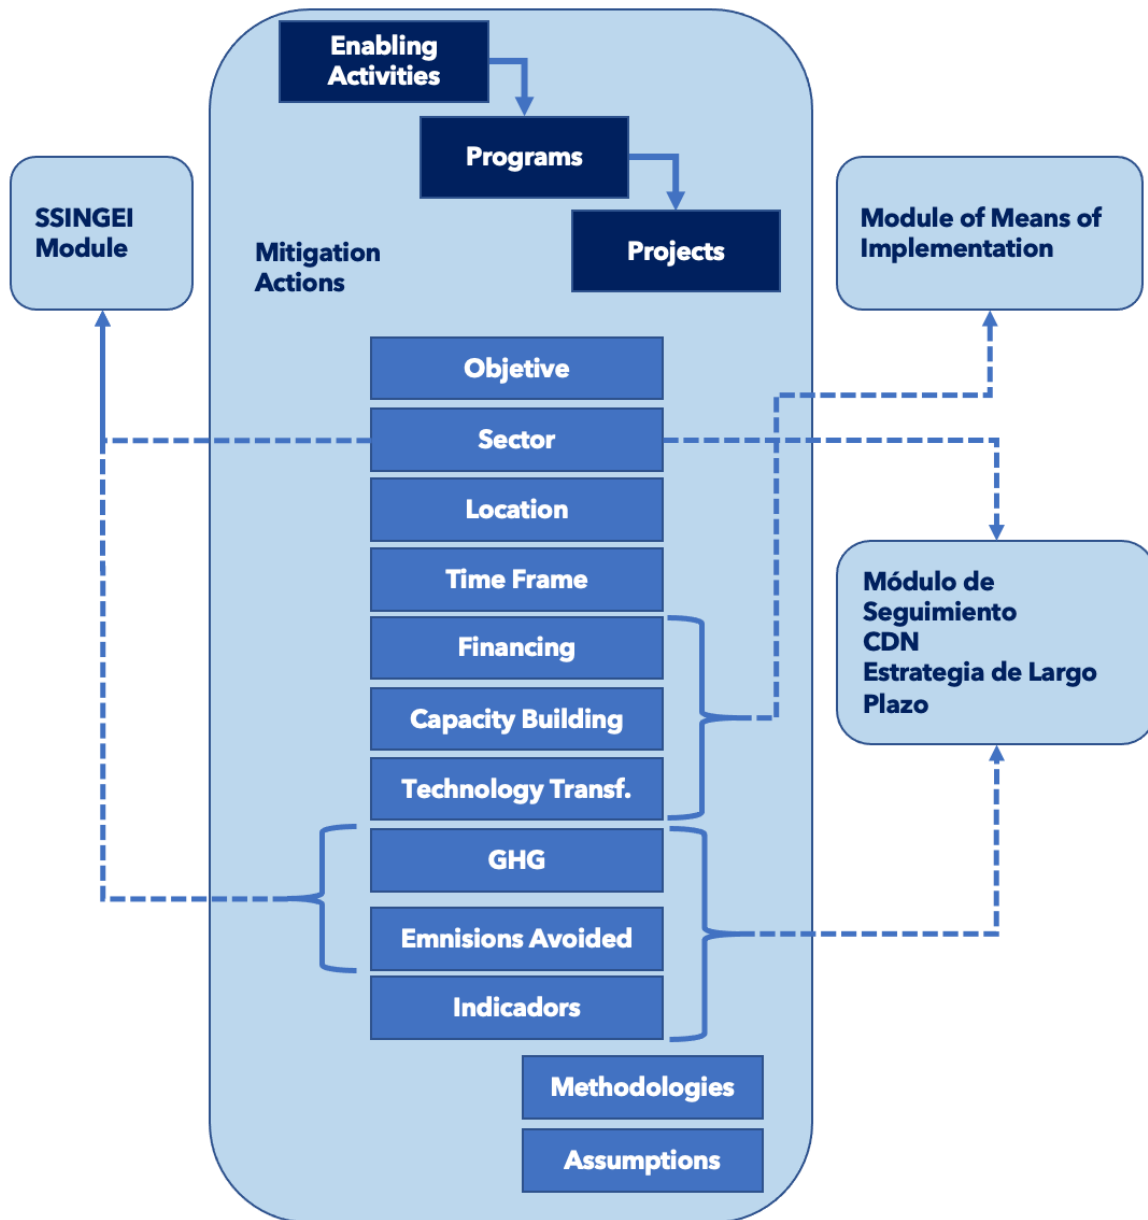 Enabling
Activities
Programs
Projects
SSINGEI
Module
Mitigation
Actions
Module of Means of
Implementation
Objetive
Sector
Location
Time Frame
Financing
Capacity Building
Technology Transf.
GHG
Emnisions Avoided
Indicadors
Methodologies
Assumptions
Módulo de
Seguimiento
CDN
Estrategia de Largo
Plazo